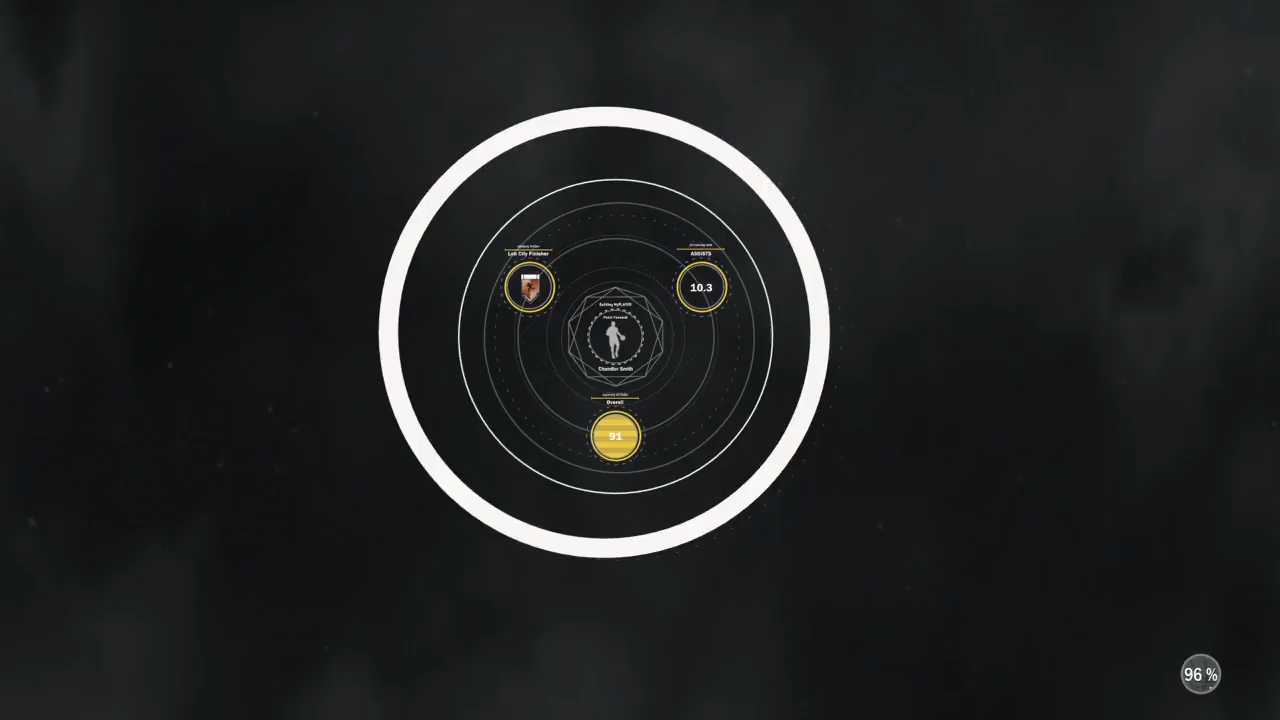 Lob City Finisher
ASSISTS
10.3
Building MyPLAYER
Point Forward
Chandler Smith
Overall
91
96 %